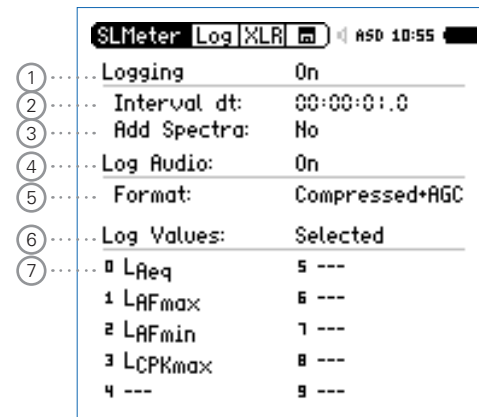 SLMeter Log XLR ASD 10:55
1 Logging On
2 Interval dt: 00:00:01.0
3 Add Spectra: No
4 Log Audio: On
5 Format: Compressed+AGC
6 Log Values: Selected
7 0 LAeq 5 ---
1 LAFmax 6 ---
2 LAFmin 7 ---
3 LCPKmax 8 ---
4 --- 9 ---